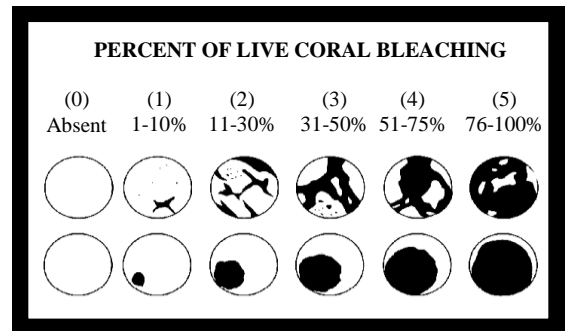 PERCENT OF LIVE CORAL BLEACHING
(0) (1) (2) (3) (4) (5)
Absent 1-10% 11-30% 31-50% 51-75% 76-100%